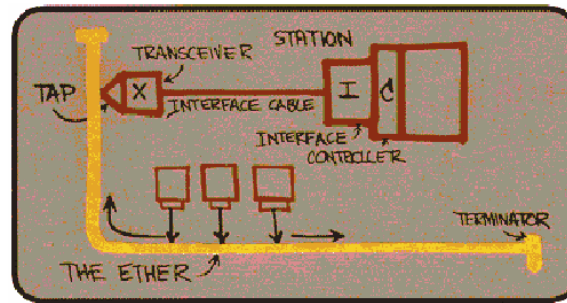 STATION
TRANSCEIVER
TAP
X
I
C
INTERFACE CABLE
INTERFACE
CONTROLLER
TERMINATOR
THE ETHER